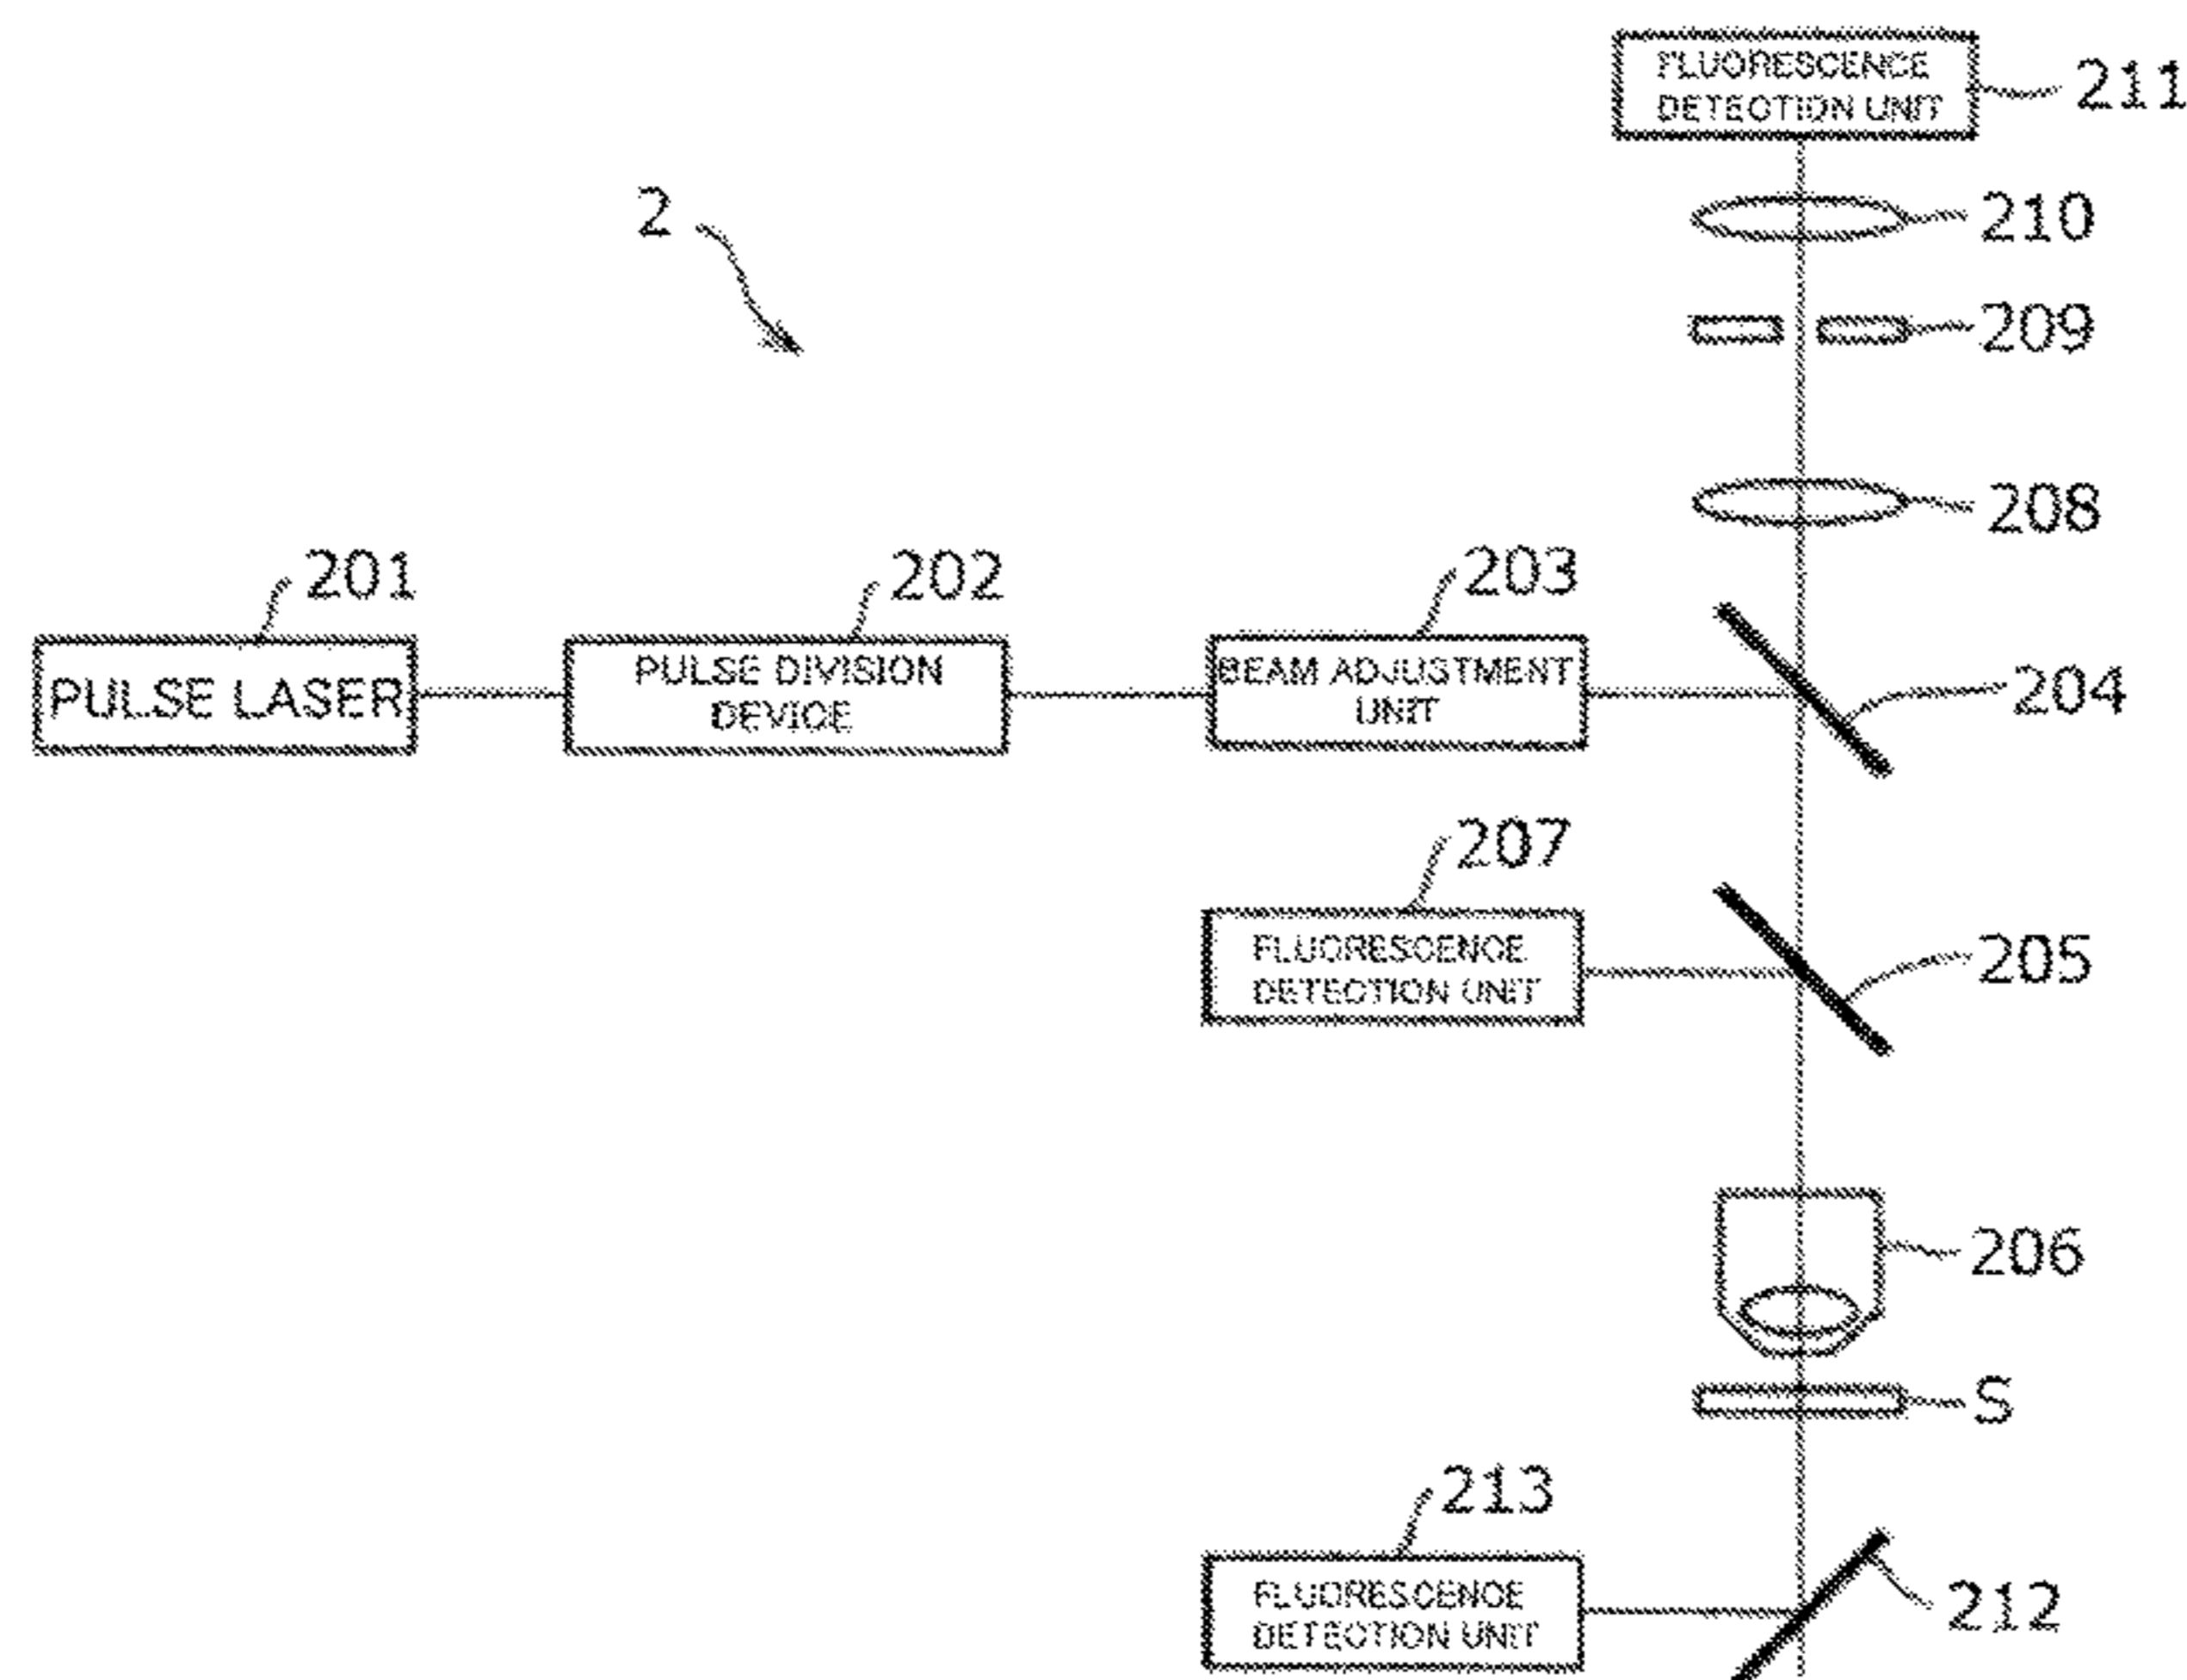 FLUORESCENCE
DETECTION UNIT
211
2
210
209
208
201
202
203
PULSE LASER
PULSE DIVISION
DEVICE
BEAM ADJUSTMENT
UNIT
204
207
FLUORESCENCE
DETECTION UNIT
205
206
S
213
FLUORESCENCE
DETECTION UNIT
212